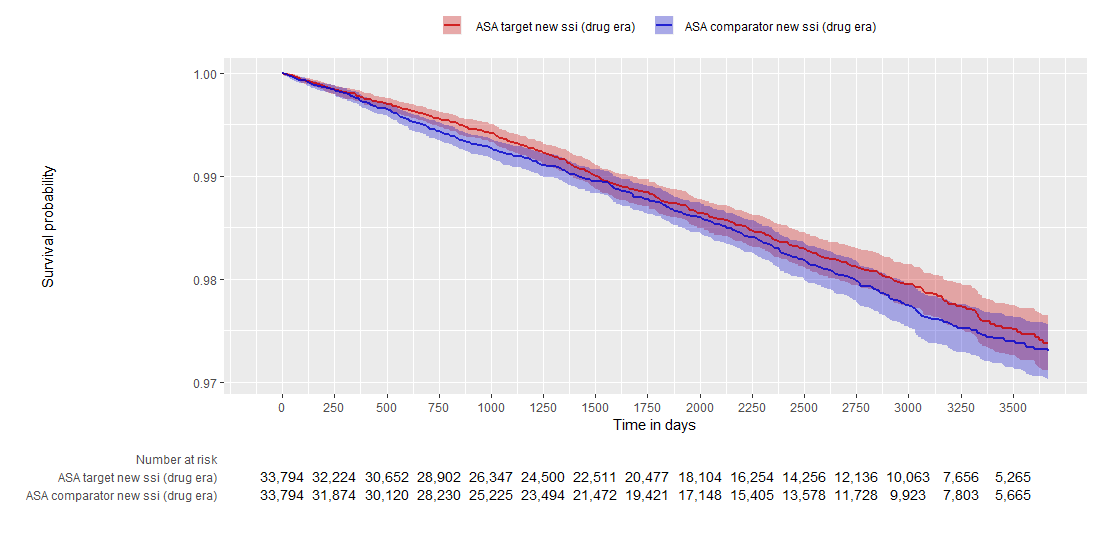 ASA target new ssi (drug era) ASA comparator new ssi (drug era)
Survival probability
1.00
0.99
0.98
0.97
0 250 500 750 1000 1250 1500 1750 2000 2250 2500 2750 3000 3250 3500
Time in days
Number at risk
ASA target new ssi (drug era) 33,794 32,224 30,652 28,902 26,347 24,500 22,511 20,477 18,104 16,254 14,256 12,136 10,063 7,656 5,265
ASA comparator new ssi (drug era) 33,794 31,874 30,120 28,230 25,225 23,494 21,472 19,421 17,148 15,405 13,578 11,728 9,923 7,803 5,665